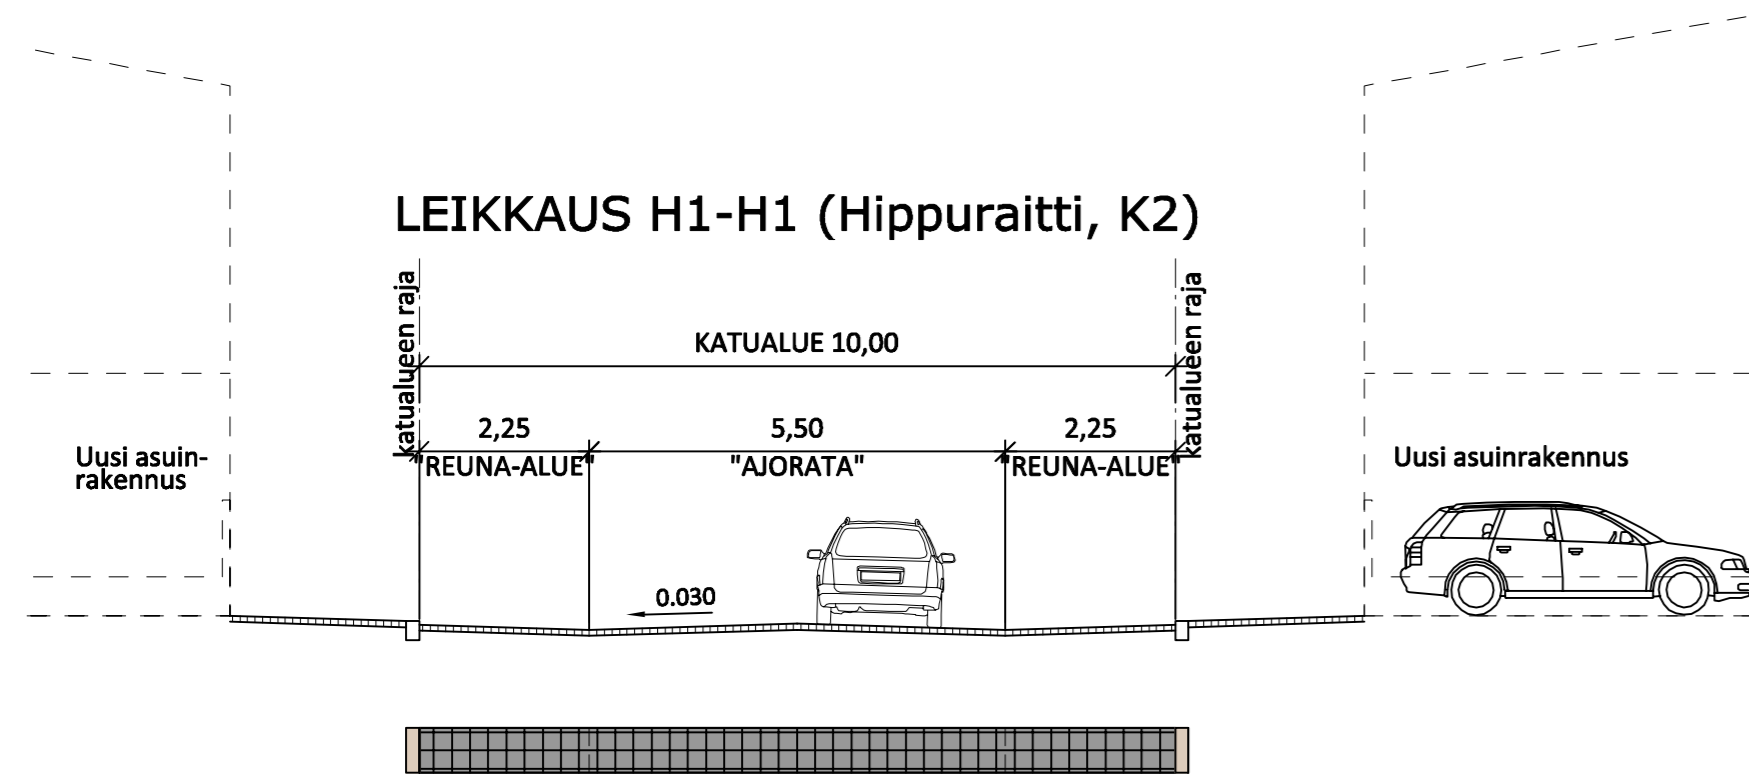 LEIKKAUS H1-H1 (Hippuraitti, K2)
katualueen raja
katualueen raja
KATUALUE 10,00
2,25
5,50
2,25
"REUNA-ALUE"
"AJORATA"
"REUNA-ALUE"
Uusi asuin-
rakennus
Uusi asuinrakennus
0.030